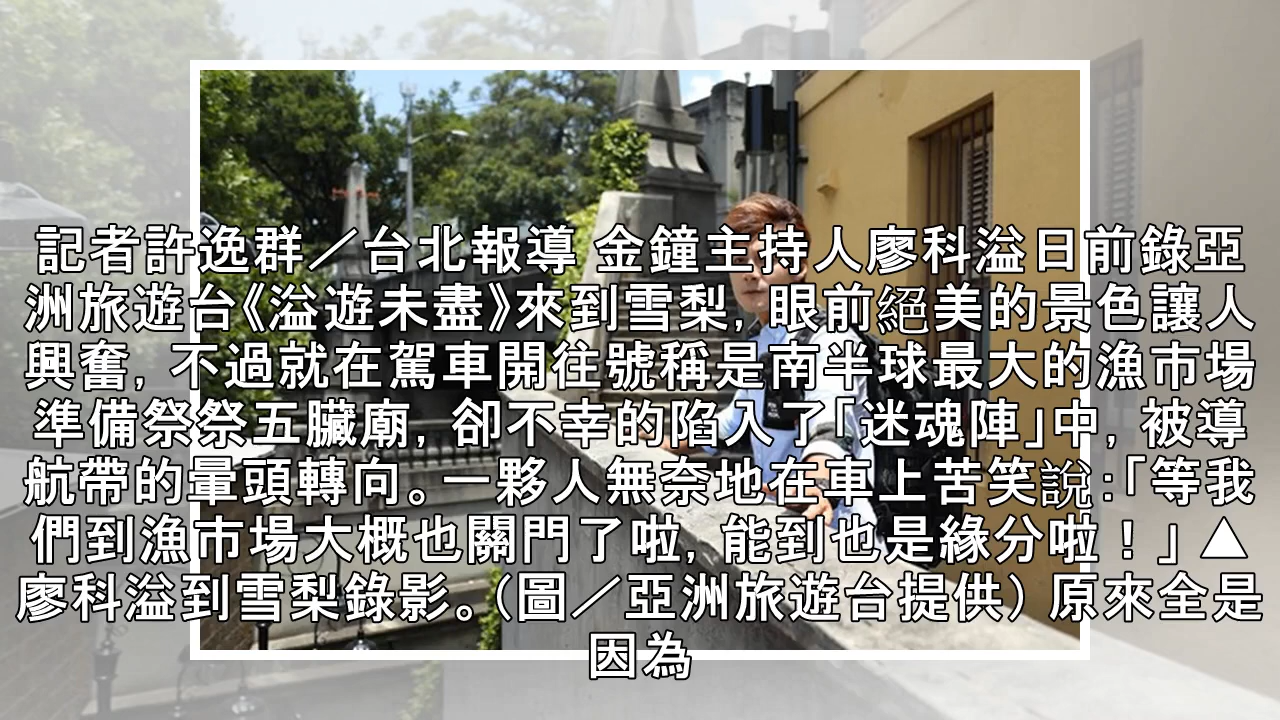 記者許逸群／台北報導 金鐘主持人廖科溢日前錄亞
洲旅遊台《溢遊未盡》來到雪梨, 眼前絕美的景色讓人
興奮, 不過就在駕車開往號稱是南半球最大的漁市場
準備祭祭五臟廟, 卻不幸的陷入了「迷魂陣」中, 被導
航帶的暈頭轉向。一夥人無奈地在車上苦笑說:「等我
們到漁市場大概也關門了啦, 能到也是緣分啦！」▲
廖科溢到雪梨錄影。(圖／亞洲旅遊台提供) 原來全是
因為